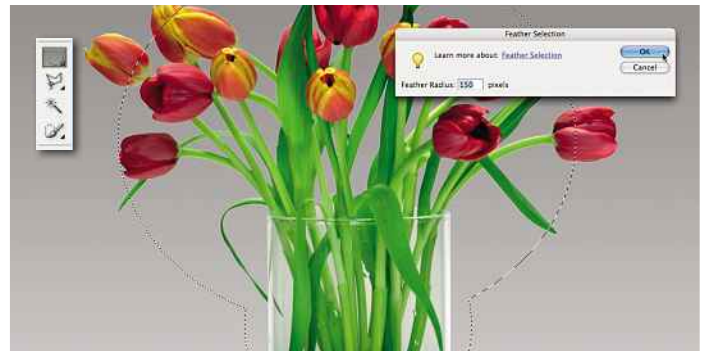 Feather Selection
Learn more about: Feather Selection
OK
Cancel
Feather Radius: 150 pixels